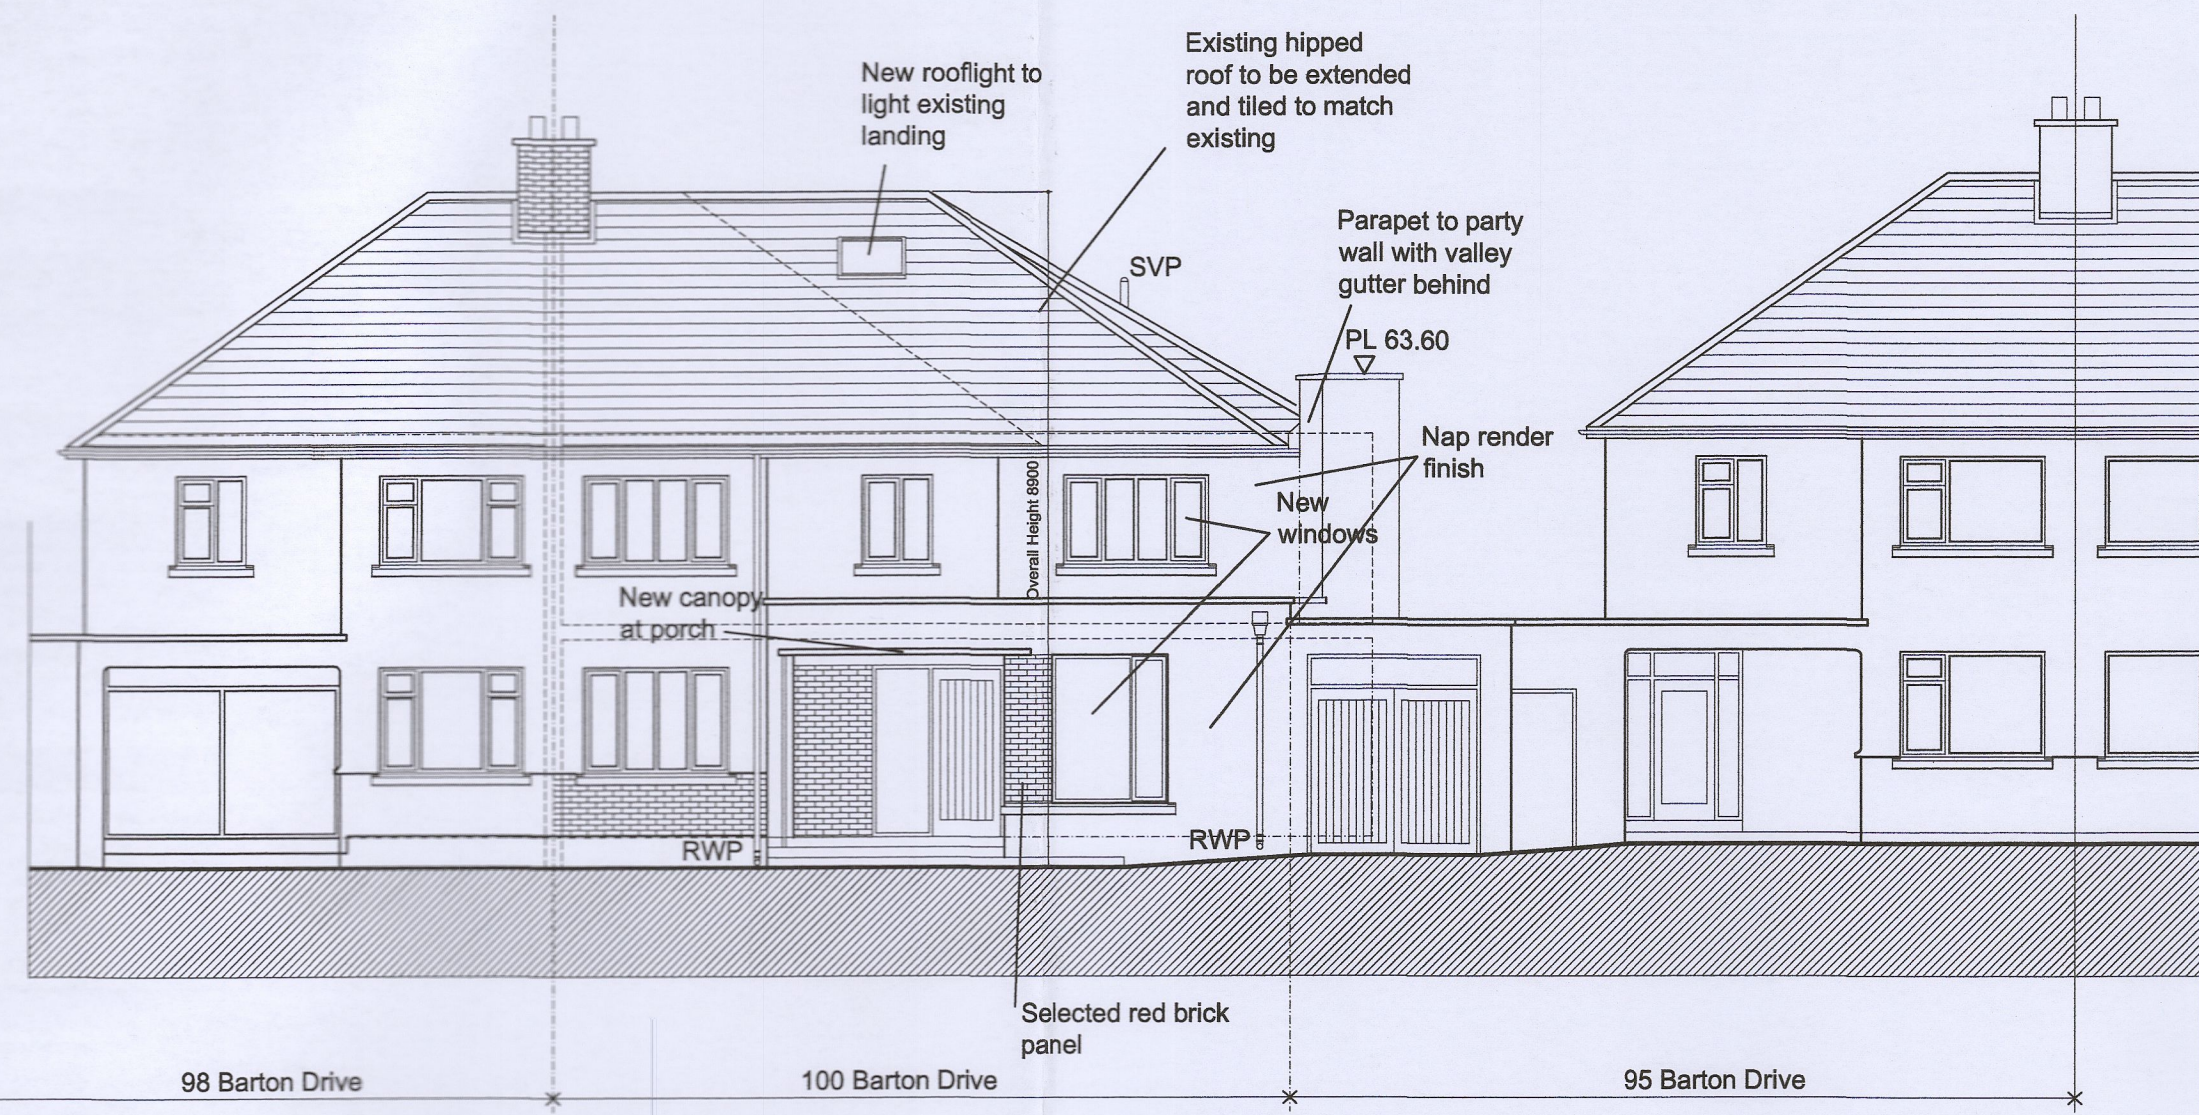 New rooflight to
light existing
landing
Existing hipped
roof to be extended
and tiled to match
existing
Parapet to party
wall with valley
gutter behind
SVP
PL 63.60
Nap render
finish
New
windows
Overall Height 8900
New canopy
at porch
RWP
RWP
Selected red brick
panel
98 Barton Drive
100 Barton Drive
95 Barton Drive